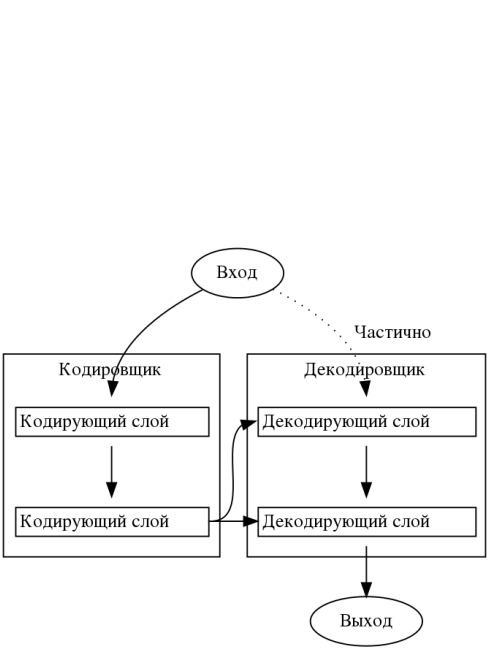 Вход
Частично
Кодировщик
Декодировщик
Кодирующий слой
Декодирующий слой
Кодирующий слой
Декодирующий слой
Выход